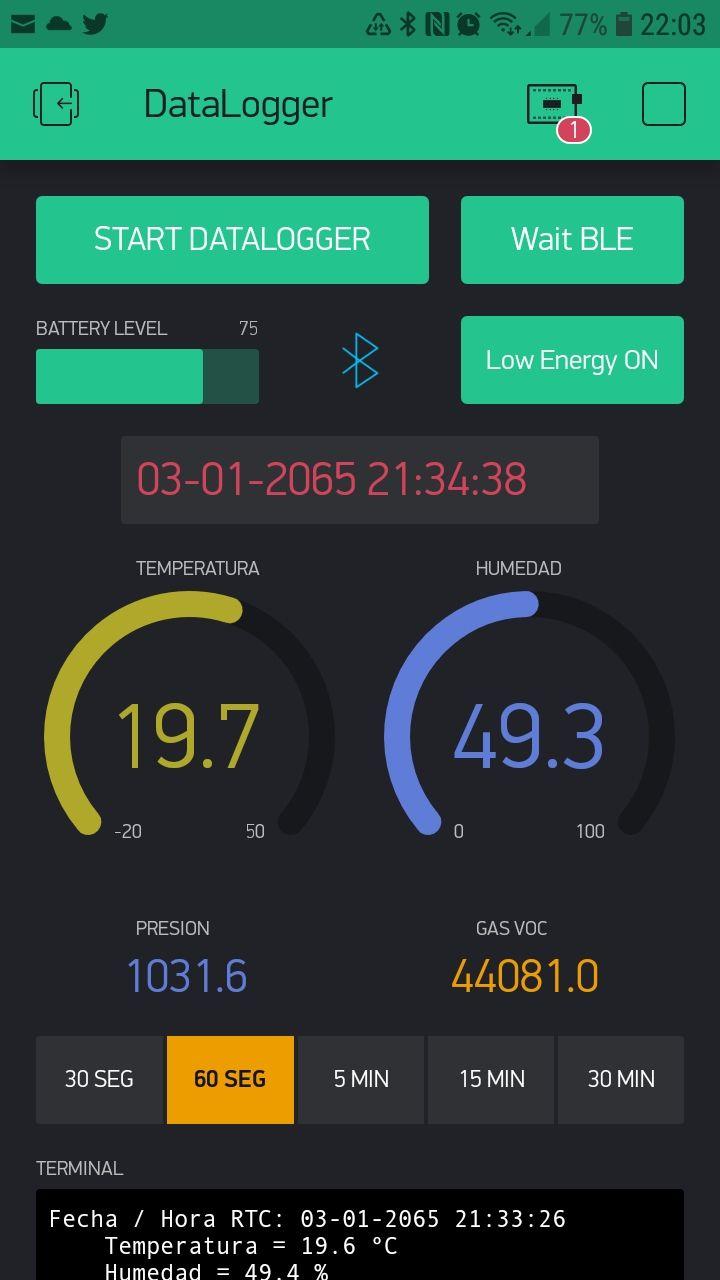 77% 22:03
DataLogger
1
START DATALOGGER Wait BLE
BATTERY LEVEL 75
Low Energy ON
03-01-2065 21:34:38
TEMPERATURA HUMEDAD
19.7 49.3
-20 50 0 100
PRESION GAS VOC
1031.6 44081.0
30 SEG 60 SEG 5 MIN 15 MIN 30 MIN
TERMINAL
Fecha / Hora RTC: 03-01-2065 21:33:26
Temperatura = 19.6 ºC
Humedad = 49.4 %